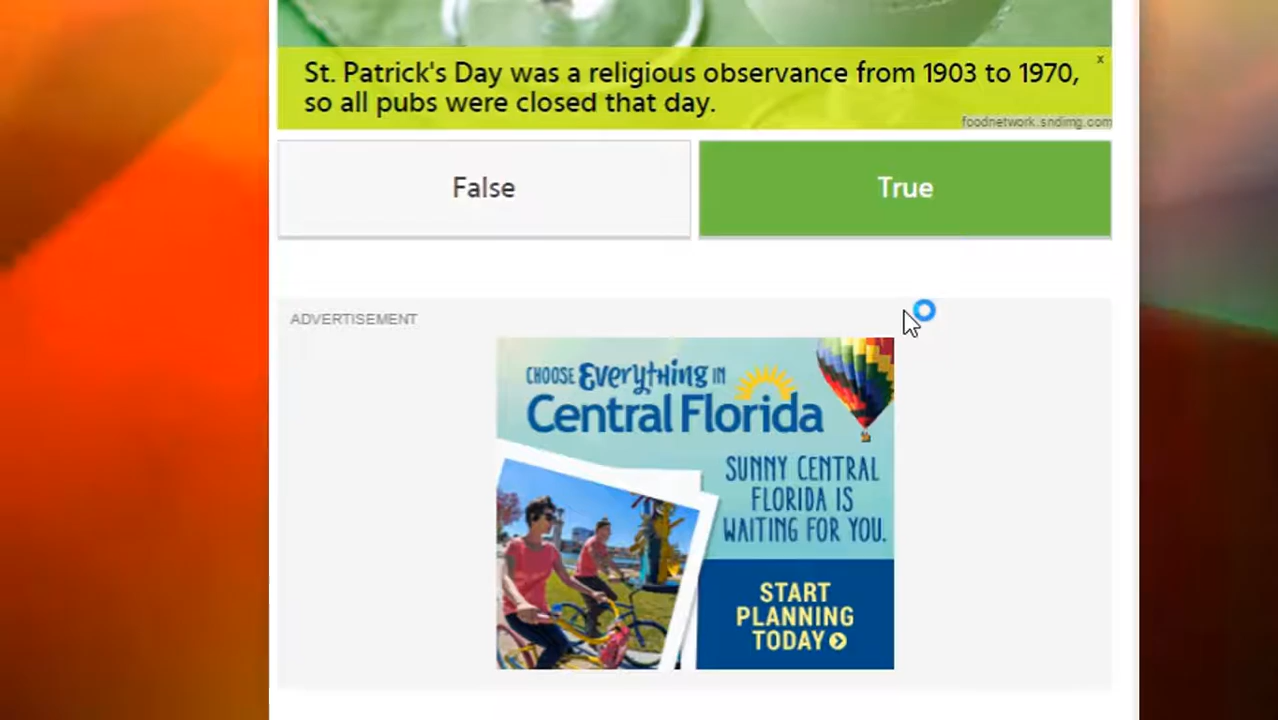 St. Patrick's Day was a religious observance from 1903 to 1970,
x
so all pubs were closed that day.
foodnetwork.sndimg.com
False
True
ADVERTISEMENT
CHOOSE Everything IN
Central Florida
SUNNY CENTRAL
FLORIDA IS
WAITING FOR YOU.
START
PLANNING
TODAY